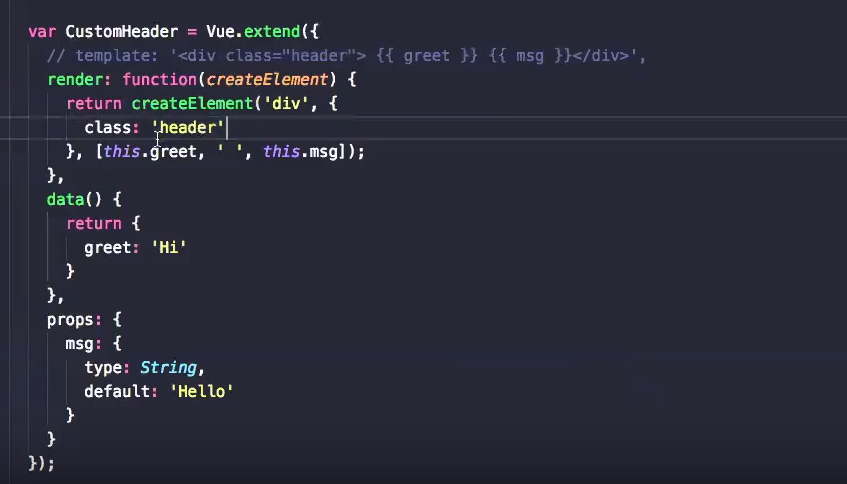 var CustomHeader = Vue.extend({
// template: '<div class="header"> {{ greet }} {{ msg }}</div>',
render: function(createElement) {
return createElement('div', {
class: 'header'
}, [this.greet, ' ', this.msg]);
},
data() {
return {
greet: 'Hi'
}
},
props: {
msg: {
type: String,
default: 'Hello'
}
}
});